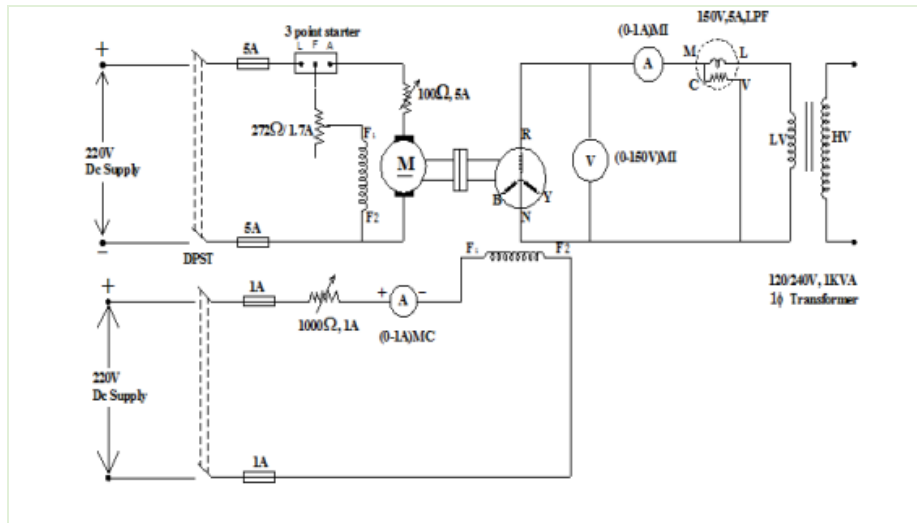 150V,5A,LPF
(0-1A)MI
3 point starter
L F A
5A
+
M L
A
C V
100Ω, 5A
272Ω/ 1.7A
F₁
R
LV
HV
220V
Dc Supply
M
V
(0-150V)MI
B Y
N
F2
5A
−
DPST
F₁ F2
120/240V, 1KVA
1ϕ Transformer
+
1A
+ A −
1000Ω, 1A
(0-1A)MC
220V
Dc Supply
1A